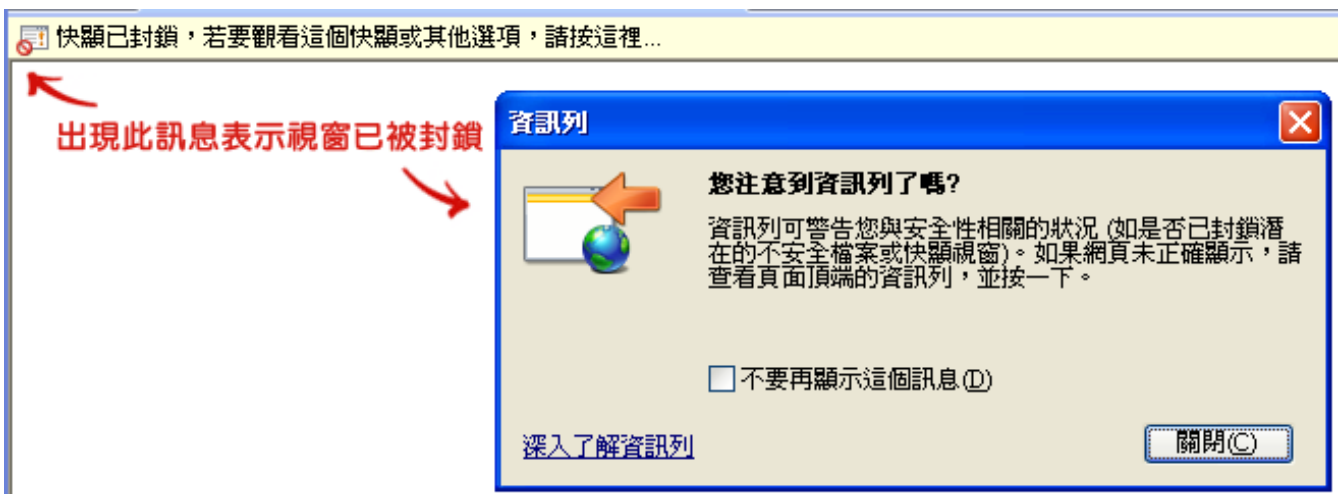 快顯已封鎖，若要觀看這個快顯或其他選項，請按這裡...
出現此訊息表示視窗已被封鎖
資訊列
您注意到資訊列了嗎?
資訊列可警告您與安全性相關的狀況 (如是否已封鎖潛
在的不安全檔案或快顯視窗)。如果網頁未正確顯示，請
查看頁面頂端的資訊列，並按一下。
不要再顯示這個訊息(D)
深入了解資訊列
關閉(C)